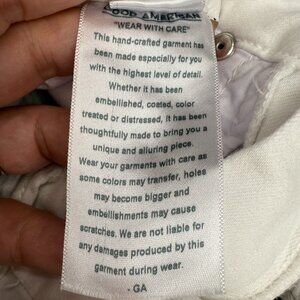 GOOD AMERICAN
"WEAR WITH CARE"
This hand-crafted garment has
been made especially for you
with the highest level of detail.
Whether it has been
embellished, coated, color
treated or distressed, it has been
thoughtfully made to bring you a
unique and alluring piece.
Wear your garments with care as
some colors may transfer, holes
may become bigger and
embellishments may cause
scratches. We are not liable for
any damages produced by this
garment during wear.
- GA